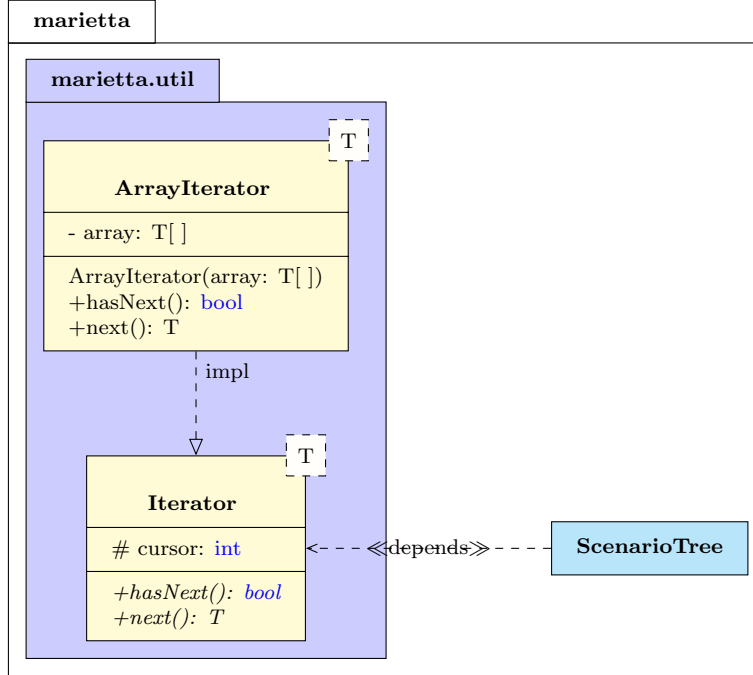 marietta
marietta.util
T
ArrayIterator
- array: T[ ]
ArrayIterator(array: T[ ])
+hasNext(): bool
+next(): T
impl
T
Iterator
# cursor: int
+hasNext(): bool
+next(): T
≪depends≫
ScenarioTree